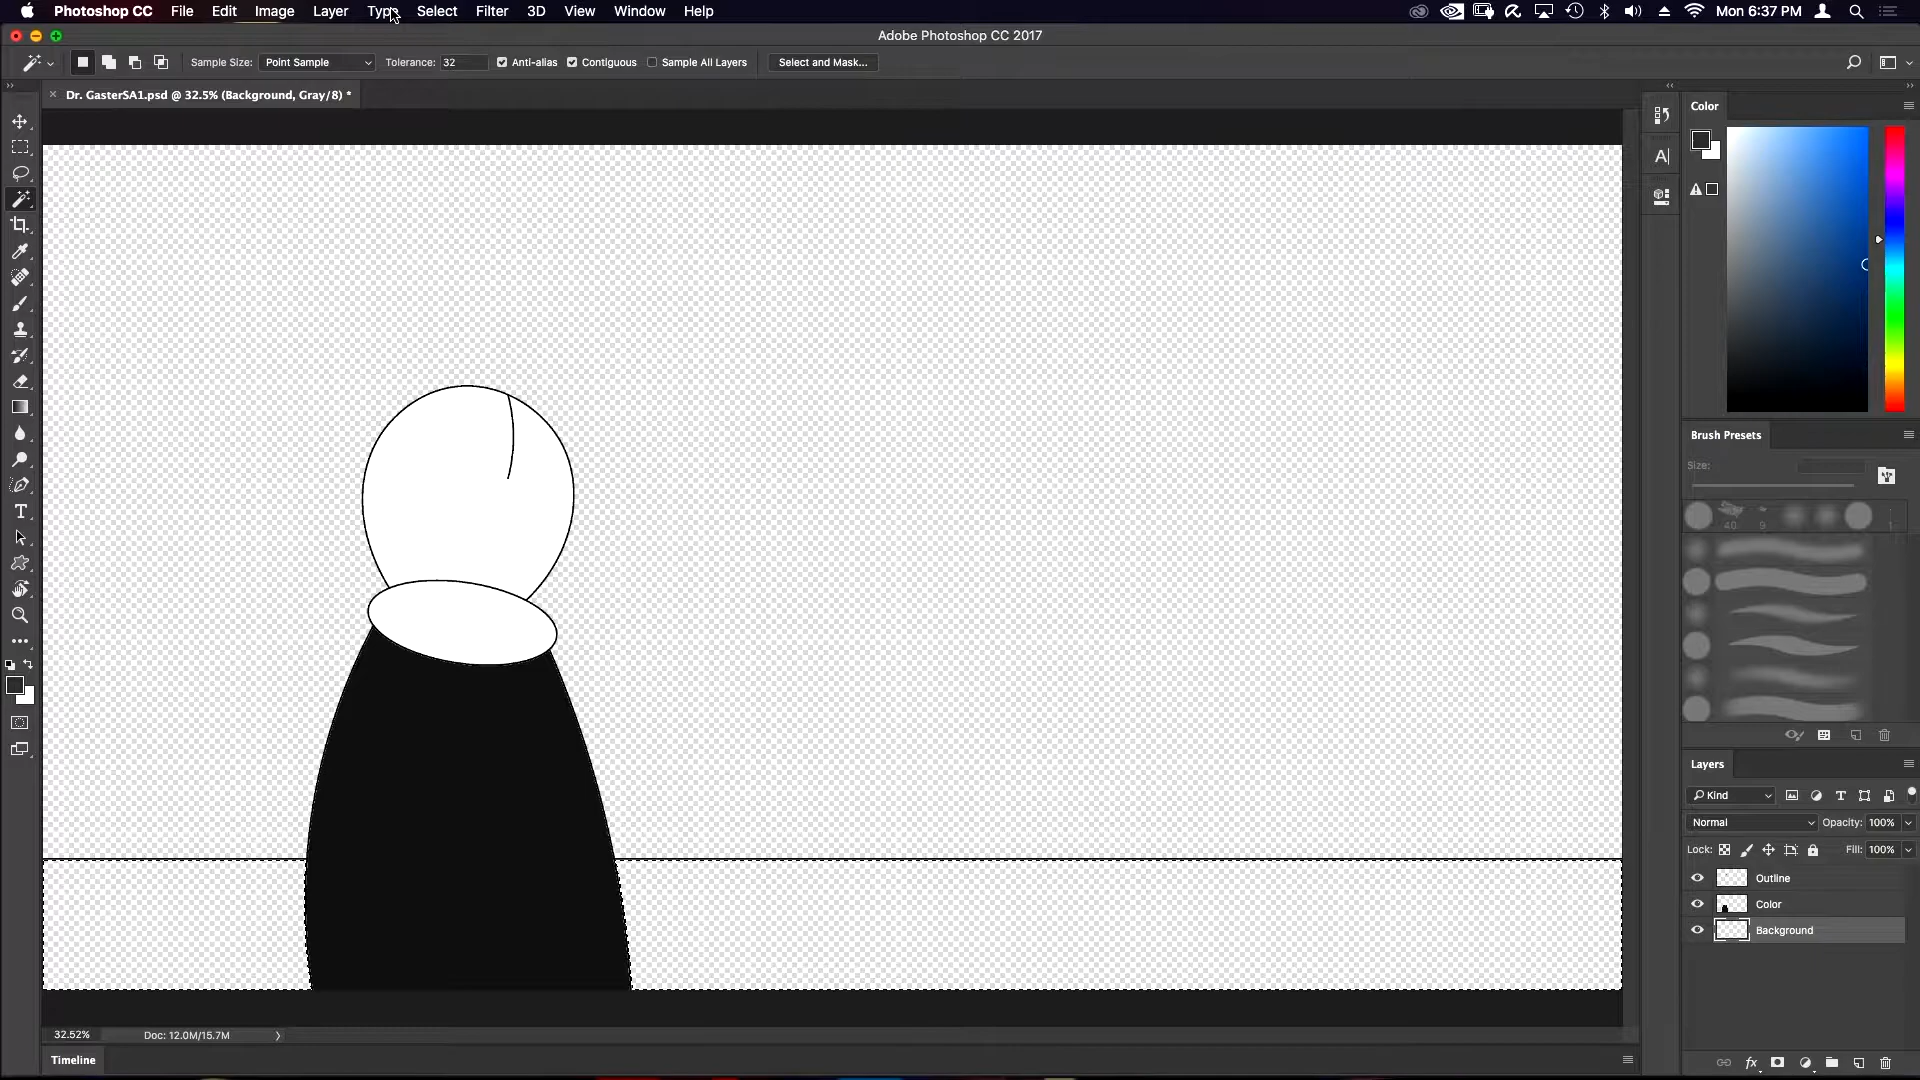 Photoshop CC File Edit Image Layer Type Select Filter 3D View Window Help Mon 6:37 PM
Adobe Photoshop CC 2017
Sample Size: Point Sample Tolerance: 32 Anti-alias Contiguous Sample All Layers Select and Mask...
Dr. GasterSA1.psd @ 32.5% (Background, Gray/8) *
Color
Brush Presets
Size:
40 9 1
Layers
Kind
Normal Opacity: 100%
Lock: Fill: 100%
Outline
Color
Background
32.52% Doc: 12.0M/15.7M
Timeline